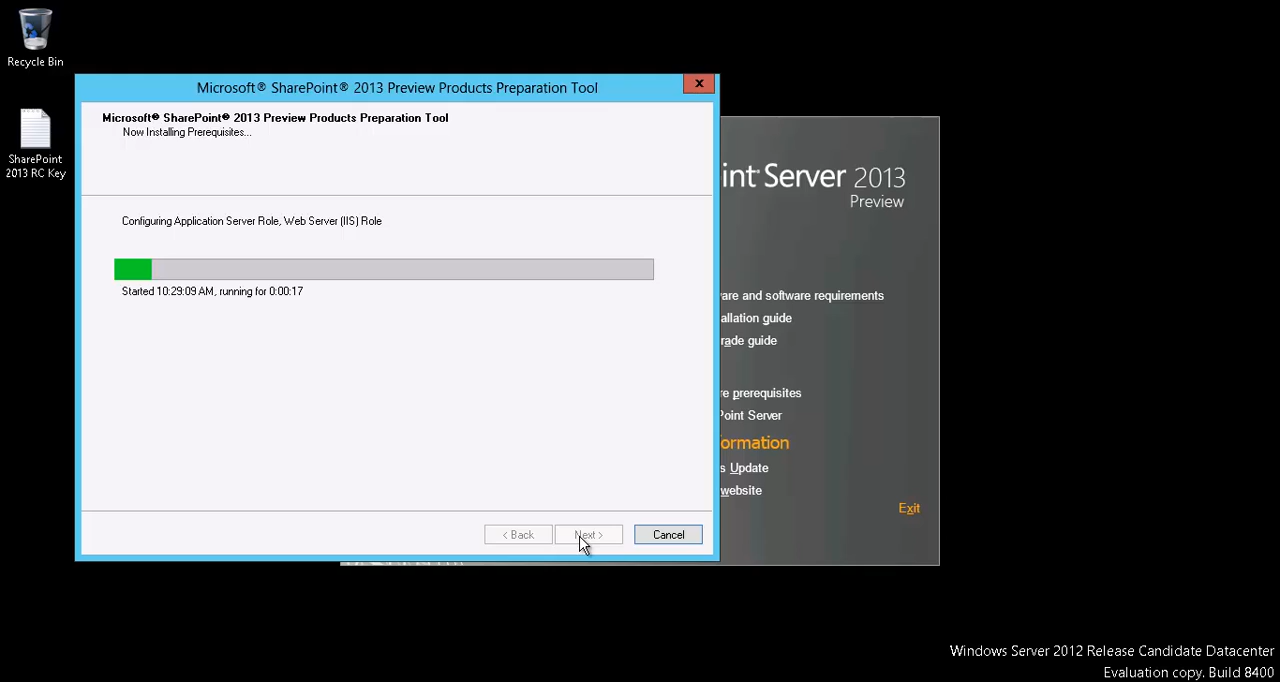 Recycle Bin
SharePoint
2013 RC Key
Microsoft® SharePoint® 2013 Preview Products Preparation Tool
X
Microsoft® SharePoint® 2013 Preview Products Preparation Tool
Now Installing Prerequisites...
Configuring Application Server Role, Web Server (IIS) Role
Started 10:29:09 AM, running for 0:00:17
< Back
Next >
Cancel
int Server 2013
Preview
are and software requirements
allation guide
rade guide
re prerequisites
Point Server
ormation
s Update
website
Exit
Windows Server 2012 Release Candidate Datacenter
Evaluation copy. Build 8400